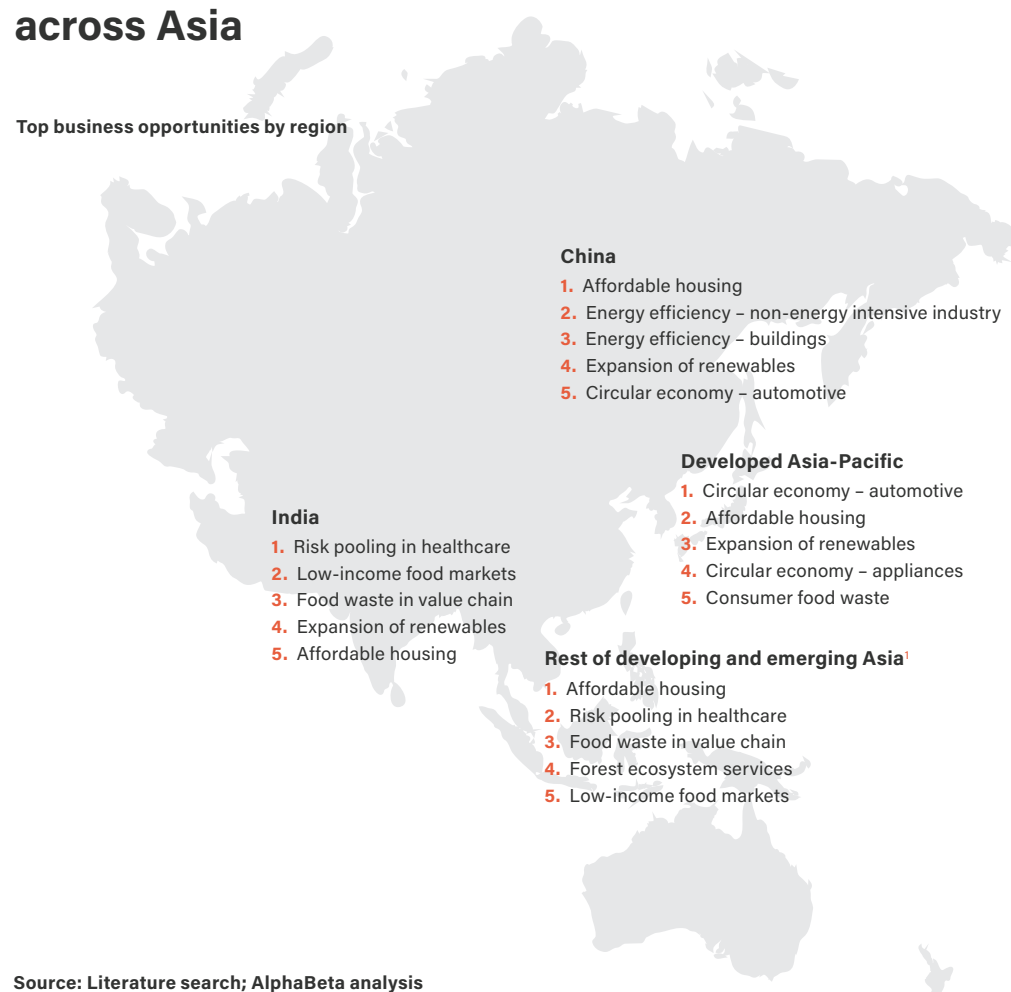 across Asia
Top business opportunities by region
China
1. Affordable housing
2. Energy efficiency – non-energy intensive industry
3. Energy efficiency – buildings
4. Expansion of renewables
5. Circular economy – automotive
Developed Asia-Pacific
1. Circular economy – automotive
2. Affordable housing
3. Expansion of renewables
4. Circular economy – appliances
5. Consumer food waste
India
1. Risk pooling in healthcare
2. Low-income food markets
3. Food waste in value chain
4. Expansion of renewables
5. Affordable housing
Rest of developing and emerging Asia¹
1. Affordable housing
2. Risk pooling in healthcare
3. Food waste in value chain
4. Forest ecosystem services
5. Low-income food markets
Source: Literature search; AlphaBeta analysis